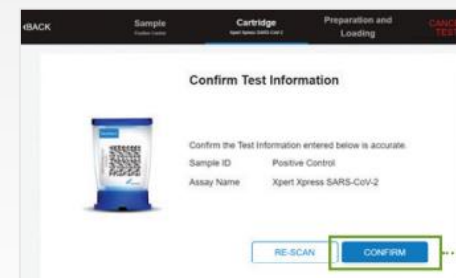 ‹BACK
Sample
Positive Control
Cartridge
Xpert Xpress SARS-CoV-2
Preparation and
Loading
CANC
TEST
Confirm Test Information
Confirm the Test Information entered below is accurate.
Sample ID Positive Control
Assay Name Xpert Xpress SARS-CoV-2
RE-SCAN
CONFIRM